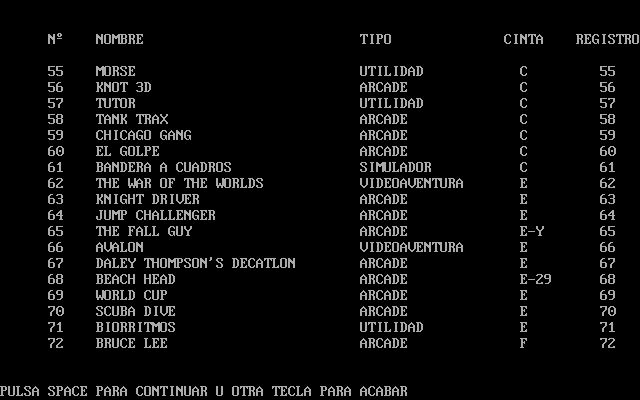 Nº NOMBRE TIPO CINTA REGISTRO
55 MORSE UTILIDAD C 55
56 KNOT 3D ARCADE C 56
57 TUTOR UTILIDAD C 57
58 TANK TRAX ARCADE C 58
59 CHICAGO GANG ARCADE C 59
60 EL GOLPE ARCADE C 60
61 BANDERA A CUADROS SIMULADOR C 61
62 THE WAR OF THE WORLDS VIDEOAVENTURA E 62
63 KNIGHT DRIVER ARCADE E 63
64 JUMP CHALLENGER ARCADE E 64
65 THE FALL GUY ARCADE E-Y 65
66 AVALON VIDEOAVENTURA E 66
67 DALEY THOMPSON'S DECATLON ARCADE E 67
68 BEACH HEAD ARCADE E-29 68
69 WORLD CUP ARCADE E 69
70 SCUBA DIVE ARCADE E 70
71 BIORRITMOS UTILIDAD E 71
72 BRUCE LEE ARCADE F 72
PULSA SPACE PARA CONTINUAR U OTRA TECLA PARA ACABAR